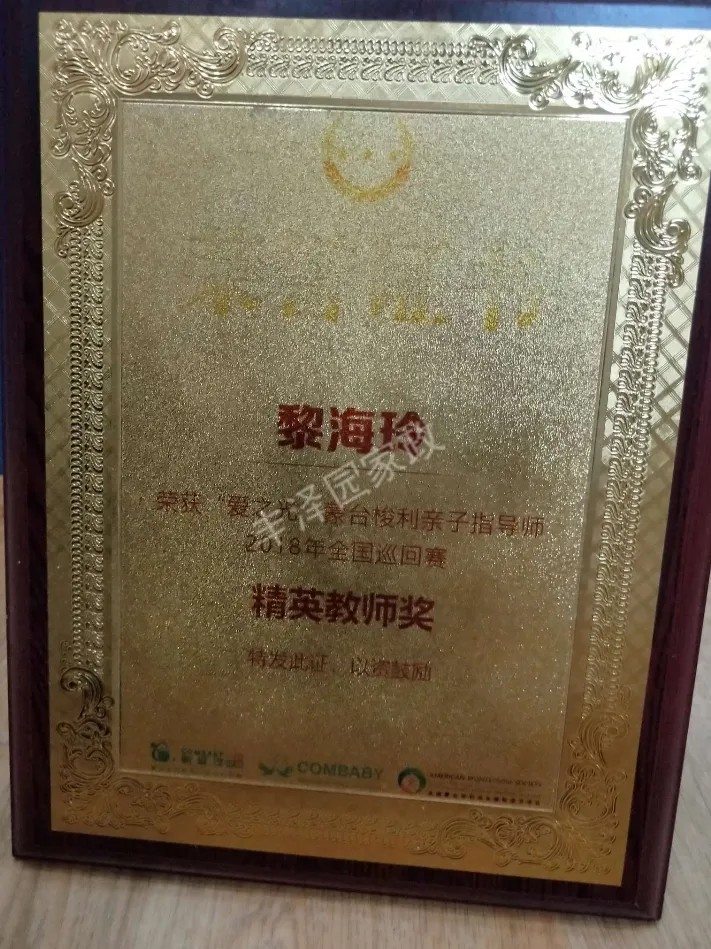 黎海珍
荣获“爱之光”蒙台梭利亲子指导师
2018年全国巡回赛
精英教师奖
特发此证、以资鼓励
COMBABY
丰泽园家政